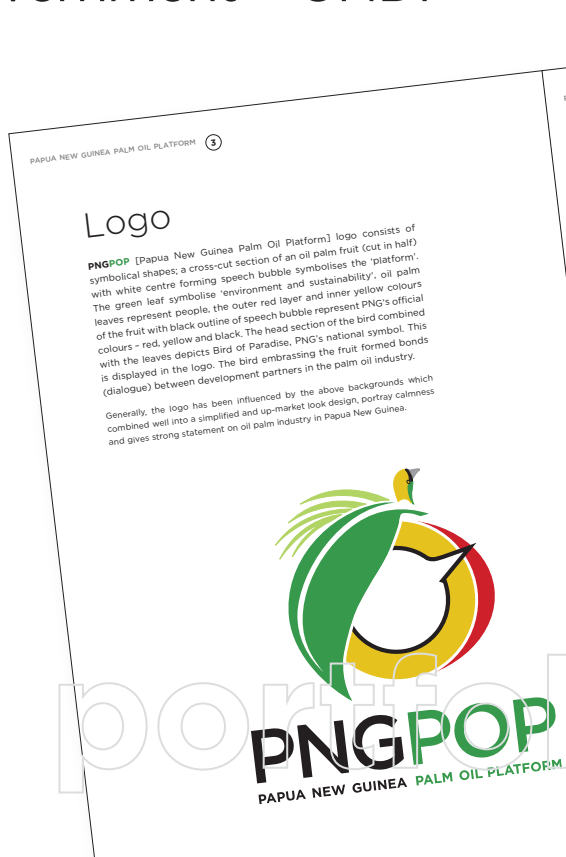 PAPUA NEW GUINEA PALM OIL PLATFORM 3
Logo
PNGPOP [Papua New Guinea Palm Oil Platform] logo consists of
symbolical shapes; a cross-cut section of an oil palm fruit (cut in half)
with white centre forming speech bubble symbolises the 'platform'.
The green leaf symbolise 'environment and sustainability', oil palm
leaves represent people, the outer red layer and inner yellow colours
of the fruit with black outline of speech bubble represent PNG's official
colours – red, yellow and black. The head section of the bird combined
with the leaves depicts Bird of Paradise, PNG's national symbol. This
is displayed in the logo. The bird embrassing the fruit formed bonds
(dialogue) between development partners in the palm oil industry.
Generally, the logo has been influenced by the above backgrounds which
combined well into a simplified and up-market look design, portray calmness
and gives strong statement on oil palm industry in Papua New Guinea.
portfol
PNGPOP
PAPUA NEW GUINEA PALM OIL PLATFORM